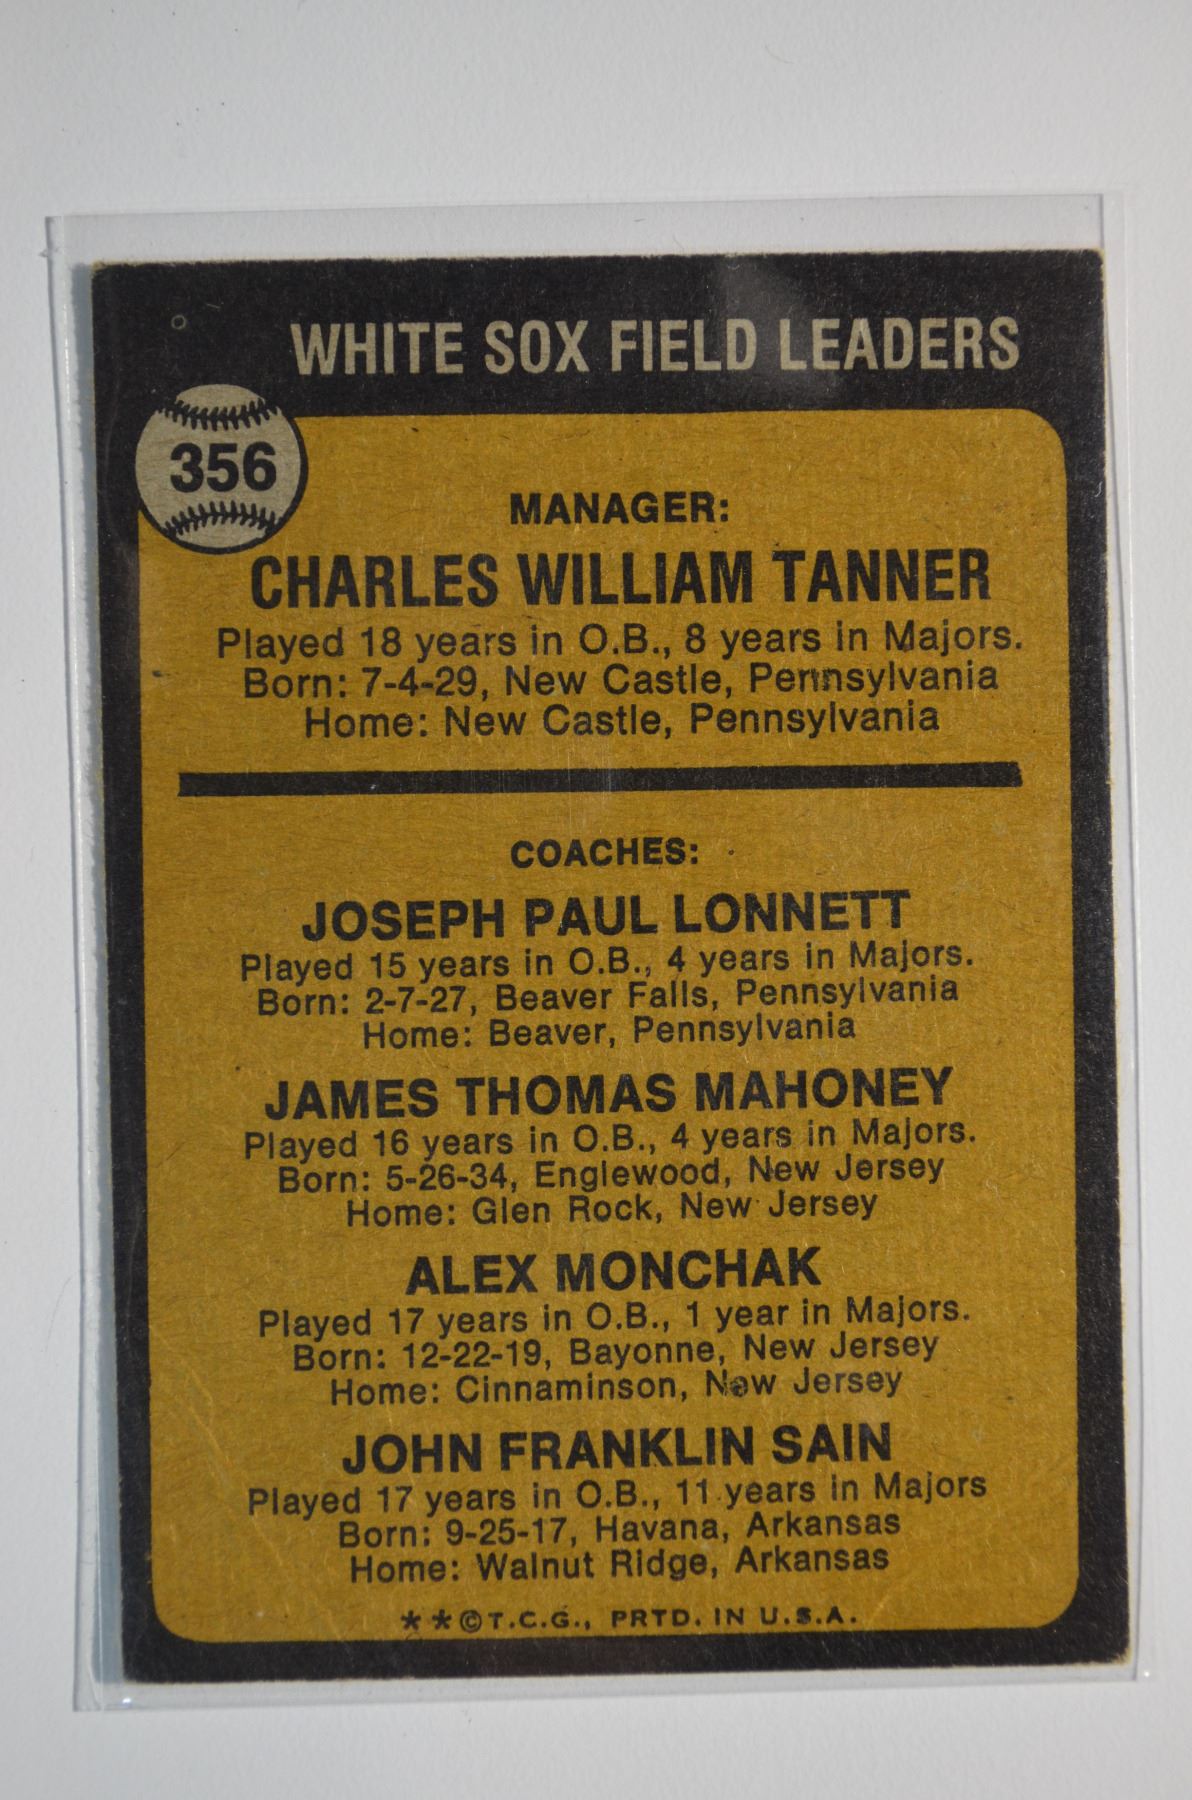 WHITE SOX FIELD LEADERS
356
MANAGER:
CHARLES WILLIAM TANNER
Played 18 years in O.B., 8 years in Majors.
Born: 7-4-29, New Castle, Pennsylvania
Home: New Castle, Pennsylvania
COACHES:
JOSEPH PAUL LONNETT
Played 15 years in O.B., 4 years in Majors.
Born: 2-7-27, Beaver Falls, Pennsylvania
Home: Beaver, Pennsylvania
JAMES THOMAS MAHONEY
Played 16 years in O.B., 4 years in Majors.
Born: 5-26-34, Englewood, New Jersey
Home: Glen Rock, New Jersey
ALEX MONCHAK
Played 17 years in O.B., 1 year in Majors.
Born: 12-22-19, Bayonne, New Jersey
Home: Cinnaminson, New Jersey
JOHN FRANKLIN SAIN
Played 17 years in O.B., 11 years in Majors
Born: 9-25-17, Havana, Arkansas
Home: Walnut Ridge, Arkansas
**©T.C.G., PRTD. IN U.S.A.